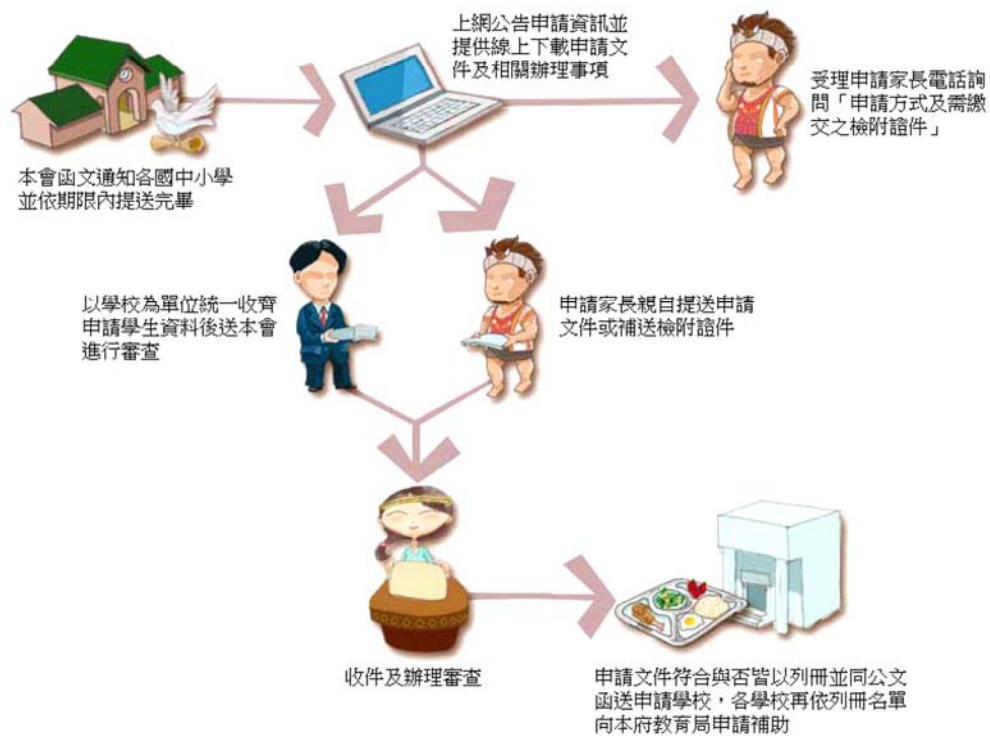 上網公告申請資訊並
提供線上下載申請文
件及相關辦理事項
受理申請家長電話詢
問「申請方式及需繳
交之檢附證件」
本會函文通知各國中小學
並依期限內提送完畢
以學校為單位統一收齊
申請學生資料後送本會
進行審查
申請家長親自提送申請
文件或補送檢附證件
收件及辦理審查
申請文件符合與否皆以列冊並同公文
函送申請學校，各學校再依列冊名單
向本府教育局申請補助